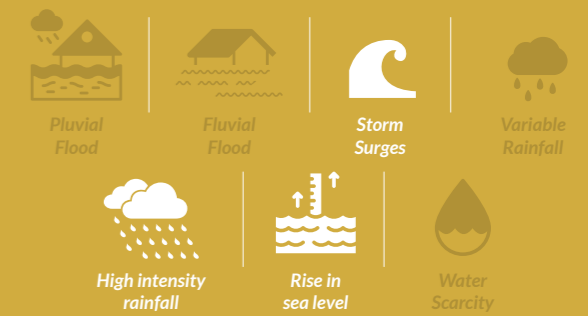 Pluvial
Flood
Fluvial
Flood
Storm
Surges
Variable
Rainfall
High intensity
rainfall
Rise in
sea level
Water
Scarcity